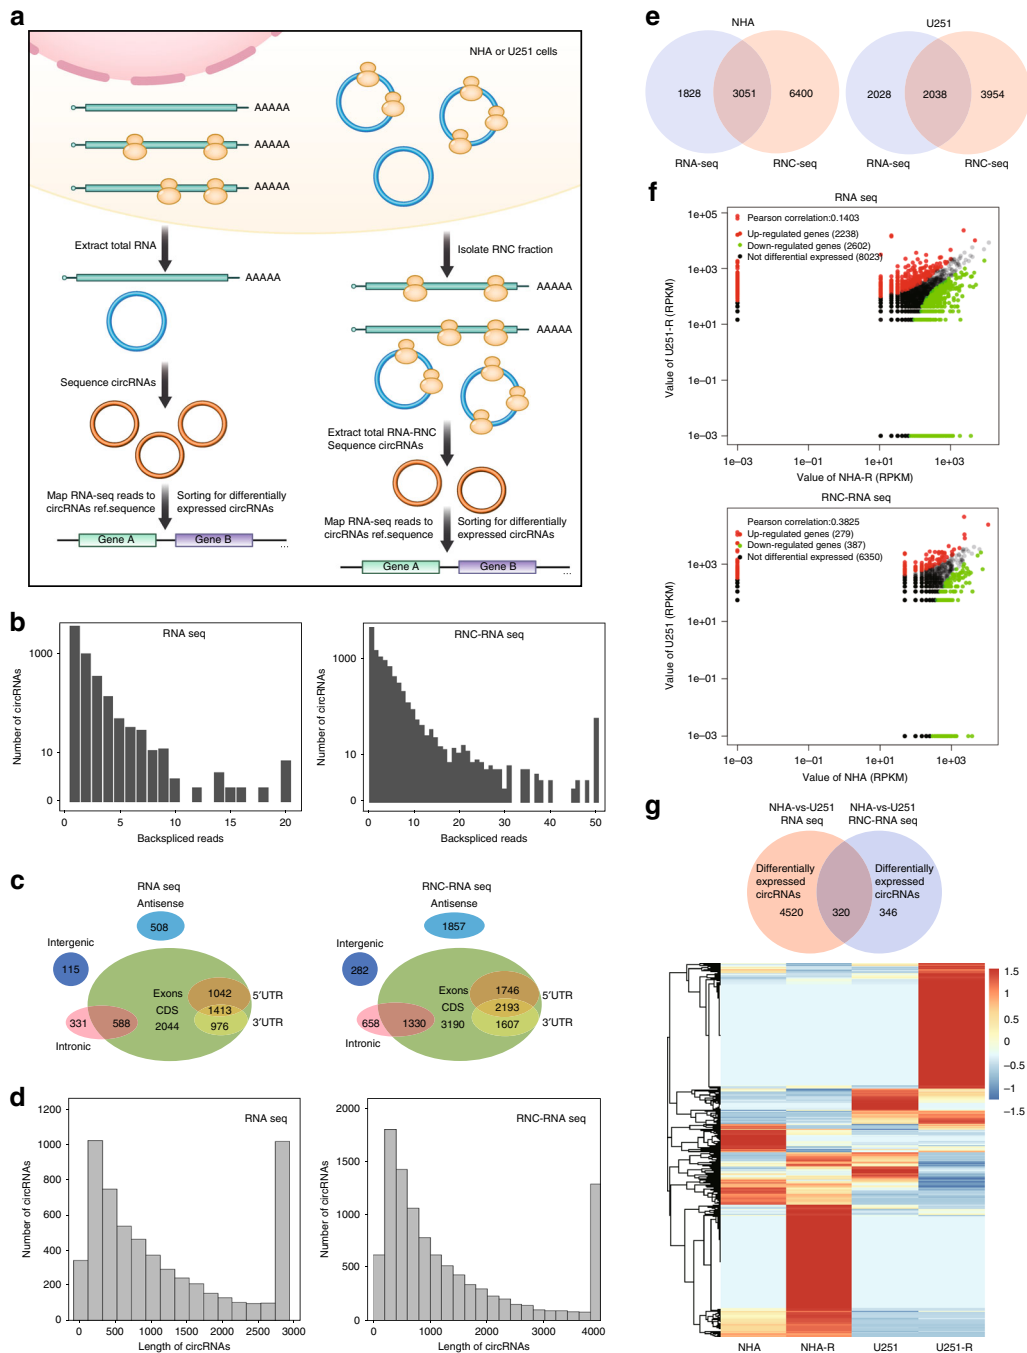 a
NHA or U251 cells
AAAAA
AAAAA
AAAAA
Extract total RNA
Isolate RNC fraction
AAAAA
AAAAA
AAAAA
Sequence circRNAs
Extract total RNA-RNC
Sequence circRNAs
Map RNA-seq reads to
circRNAs ref.sequence
Sorting for differentially
expressed circRNAs
Gene A
Gene B
...
Map RNA-seq reads to
circRNAs ref.sequence
Sorting for differentially
expressed circRNAs
Gene A
Gene B
...
b
RNA seq
Number of circRNAs
1000
10
0
0
5
10
15
20
Backspliced reads
RNC-RNA seq
Number of circRNAs
1000
10
0
0
10
20
30
40
50
Backspliced reads
c
RNA seq
Antisense
508
Intergenic
115
Exons
1042
5′UTR
CDS
1413
331
588
2044
976
3′UTR
Intronic
RNC-RNA seq
Antisense
1857
Intergenic
282
Exons
1746
5′UTR
CDS
2193
658
1330
3190
1607
3′UTR
Intronic
d
RNA seq
Number of circRNAs
1200
1000
800
600
400
200
0
0
500
1000
1500
2000
2500
3000
Length of circRNAs
RNC-RNA seq
Number of circRNAs
2000
1500
1000
500
0
0
1000
2000
3000
4000
Length of circRNAs
e
NHA
1828
3051
6400
RNA-seq
RNC-seq
U251
2028
2038
3954
RNA-seq
RNC-seq
f
RNA seq
Pearson correlation:0.1403
Up-regulated genes (2238)
Down-regulated genes (2602)
Not differential expressed (8023)
Value of U251-R (RPKM)
1e+05
1e+03
1e+01
1e−01
1e−03
1e−03
1e−01
1e+01
1e+03
Value of NHA-R (RPKM)
RNC-RNA seq
Pearson correlation:0.3825
Up-regulated genes (279)
Down-regulated genes (387)
Not differential expressed (6350)
Value of U251 (RPKM)
1e+03
1e+01
1e−01
1e−03
1e−03
1e−01
1e+01
1e+03
Value of NHA (RPKM)
g
NHA-vs-U251
RNA seq
NHA-vs-U251
RNC-RNA seq
Differentially
expressed
circRNAs
4520
320
Differentially
expressed
circRNAs
346
1.5
1
0.5
0
−0.5
−1
−1.5
NHA
NHA-R
U251
U251-R